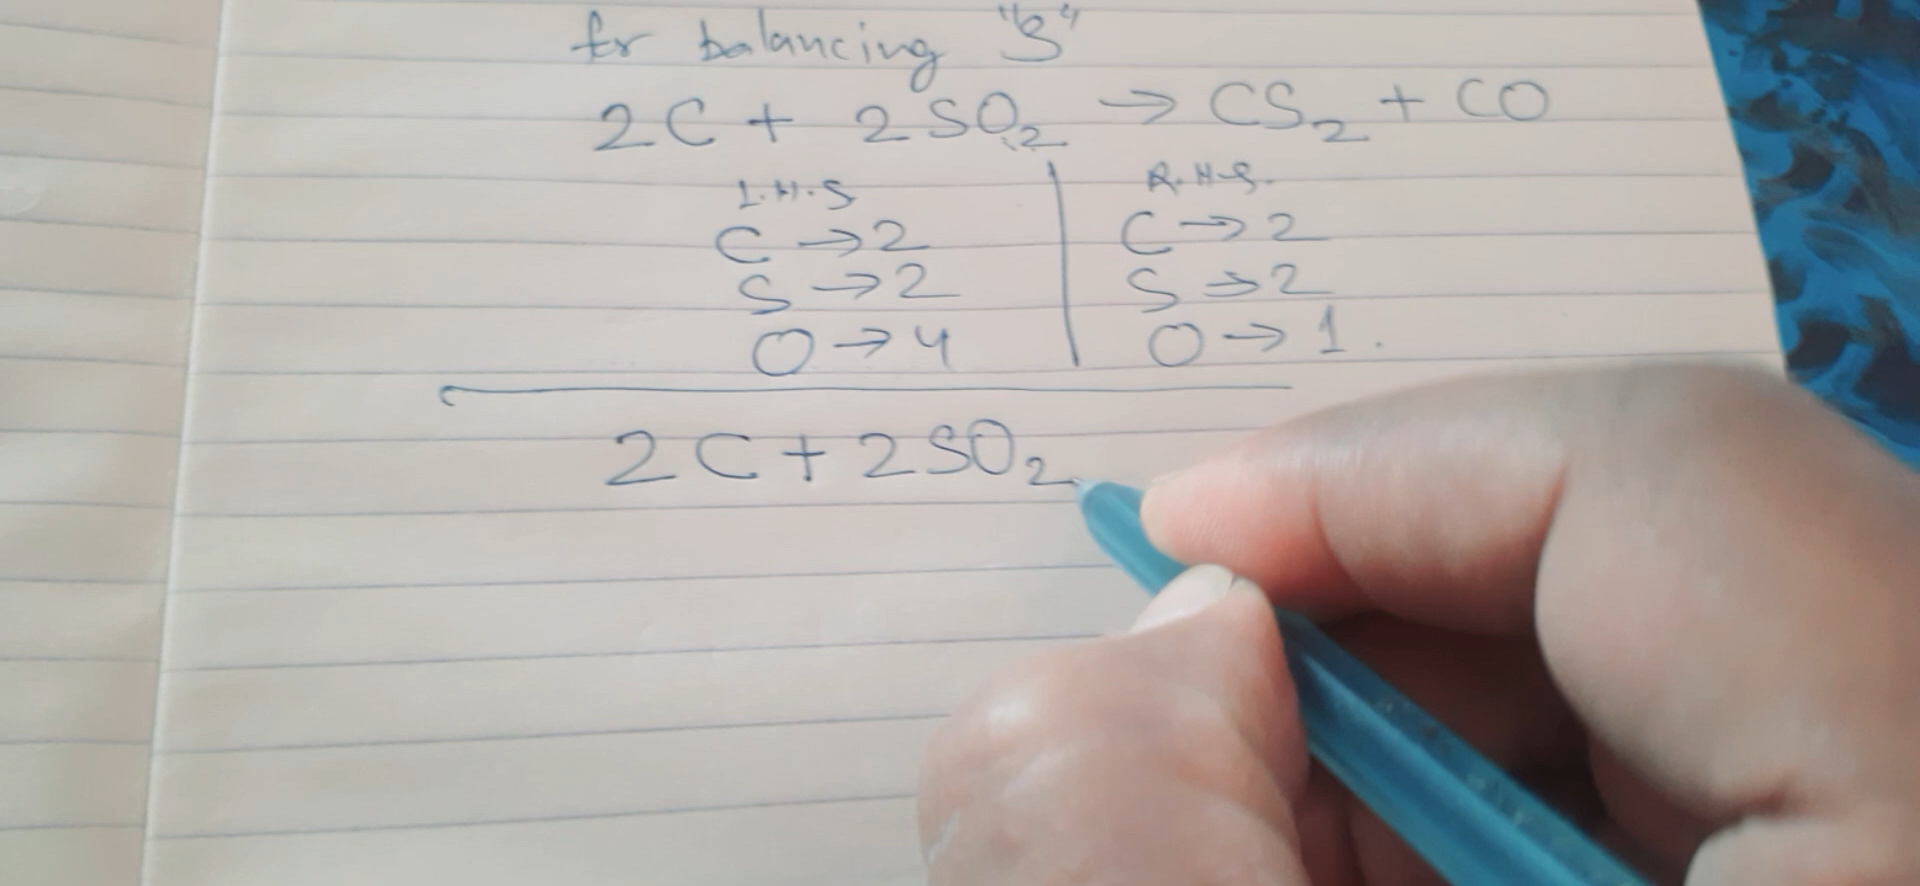 for balancing "S"
2C + 2SO₂ → CS₂ + CO
L.H.S R.H.S.
C → 2 C → 2
S → 2 S → 2
O → 4 O → 1.
2C + 2SO₂